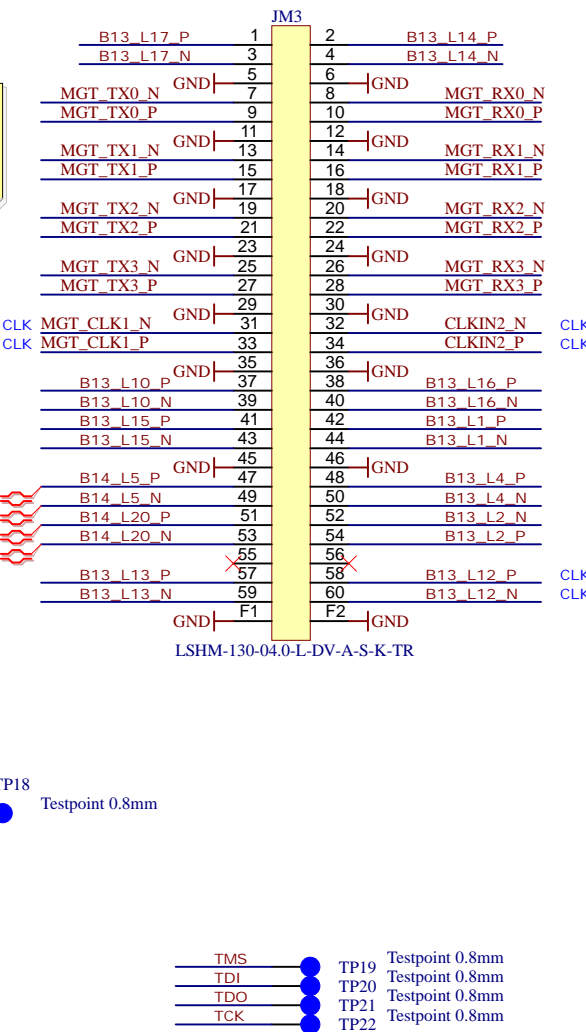 JM3
B13_L17_P 1 2 B13_L14_P
B13_L17_N 3 4 B13_L14_N
GND 5 6 GND
MGT_TX0_N 7 8 MGT_RX0_N
MGT_TX0_P 9 10 MGT_RX0_P
GND 11 12 GND
MGT_TX1_N 13 14 MGT_RX1_N
MGT_TX1_P 15 16 MGT_RX1_P
GND 17 18 GND
MGT_TX2_N 19 20 MGT_RX2_N
MGT_TX2_P 21 22 MGT_RX2_P
GND 23 24 GND
MGT_TX3_N 25 26 MGT_RX3_N
MGT_TX3_P 27 28 MGT_RX3_P
GND 29 30 GND
CLK MGT_CLK1_N 31 32 CLKIN2_N CLK
CLK MGT_CLK1_P 33 34 CLKIN2_P CLK
GND 35 36 GND
B13_L10_P 37 38 B13_L16_P
B13_L10_N 39 40 B13_L16_N
B13_L15_P 41 42 B13_L1_P
B13_L15_N 43 44 B13_L1_N
GND 45 46 GND
B14_L5_P 47 48 B13_L4_P
B14_L5_N 49 50 B13_L4_N
B14_L20_P 51 52 B13_L2_N
B14_L20_N 53 54 B13_L2_P
55 56
B13_L13_P 57 58 B13_L12_P CLK
B13_L13_N 59 60 B13_L12_N CLK
GND F1 F2 GND
LSHM-130-04.0-L-DV-A-S-K-TR
TP18
Testpoint 0.8mm
TMS TP19 Testpoint 0.8mm
TDI TP20 Testpoint 0.8mm
TDO TP21 Testpoint 0.8mm
TCK TP22 Testpoint 0.8mm